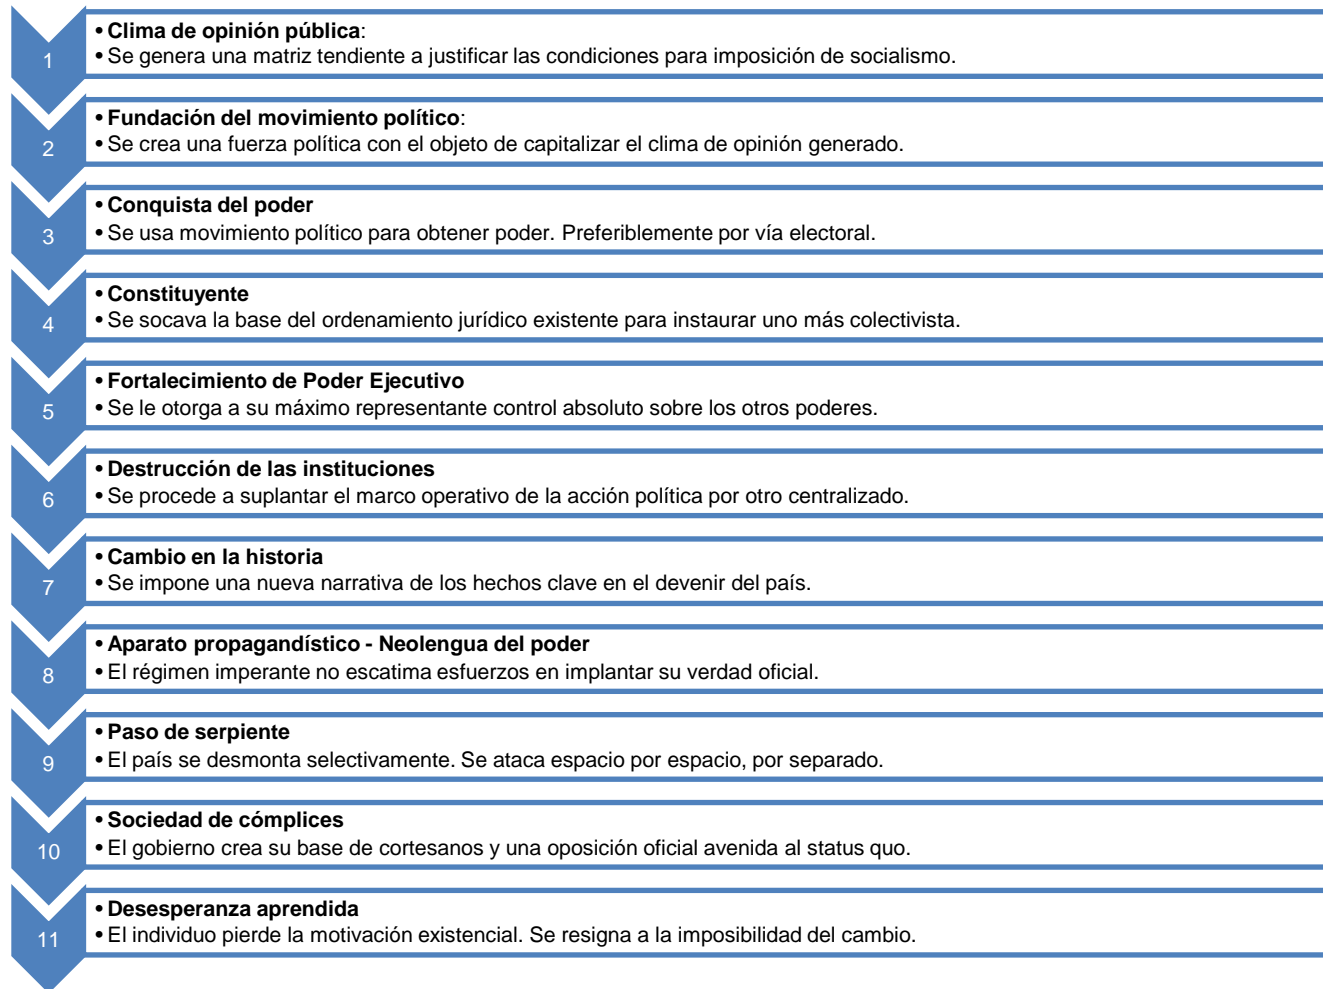 1
• Clima de opinión pública:
• Se genera una matriz tendiente a justificar las condiciones para imposición de socialismo.
2
• Fundación del movimiento político:
• Se crea una fuerza política con el objeto de capitalizar el clima de opinión generado.
3
• Conquista del poder
• Se usa movimiento político para obtener poder. Preferiblemente por vía electoral.
4
• Constituyente
• Se socava la base del ordenamiento jurídico existente para instaurar uno más colectivista.
5
• Fortalecimiento de Poder Ejecutivo
• Se le otorga a su máximo representante control absoluto sobre los otros poderes.
6
• Destrucción de las instituciones
• Se procede a suplantar el marco operativo de la acción política por otro centralizado.
7
• Cambio en la historia
• Se impone una nueva narrativa de los hechos clave en el devenir del país.
8
• Aparato propagandístico - Neolengua del poder
• El régimen imperante no escatima esfuerzos en implantar su verdad oficial.
9
• Paso de serpiente
• El país se desmonta selectivamente. Se ataca espacio por espacio, por separado.
10
• Sociedad de cómplices
• El gobierno crea su base de cortesanos y una oposición oficial avenida al status quo.
11
• Desesperanza aprendida
• El individuo pierde la motivación existencial. Se resigna a la imposibilidad del cambio.